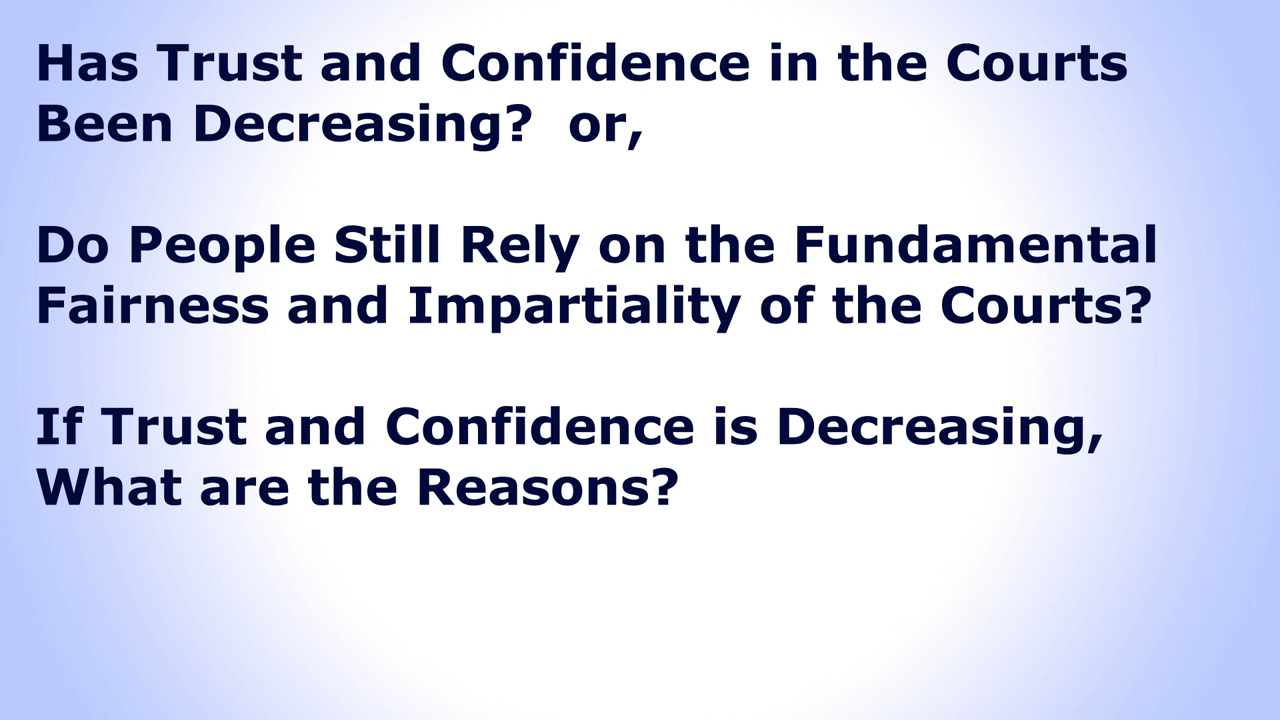 Has Trust and Confidence in the Courts
Been Decreasing?  or,
Do People Still Rely on the Fundamental
Fairness and Impartiality of the Courts?
If Trust and Confidence is Decreasing,
What are the Reasons?